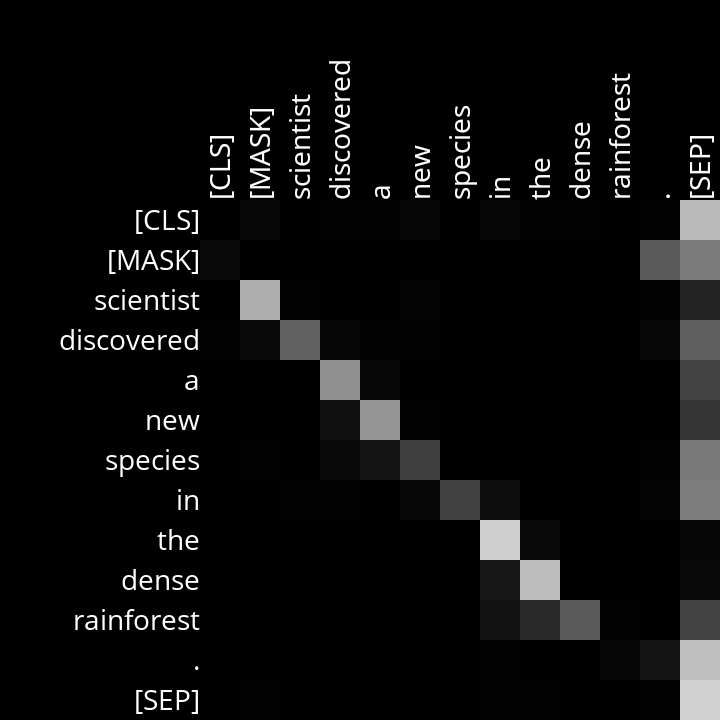 [CLS]
[MASK]
scientist
discovered
a
new
species
in
the
dense
rainforest
.
[SEP]
[CLS]
[MASK]
scientist
discovered
a
new
species
in
the
dense
rainforest
.
[SEP]